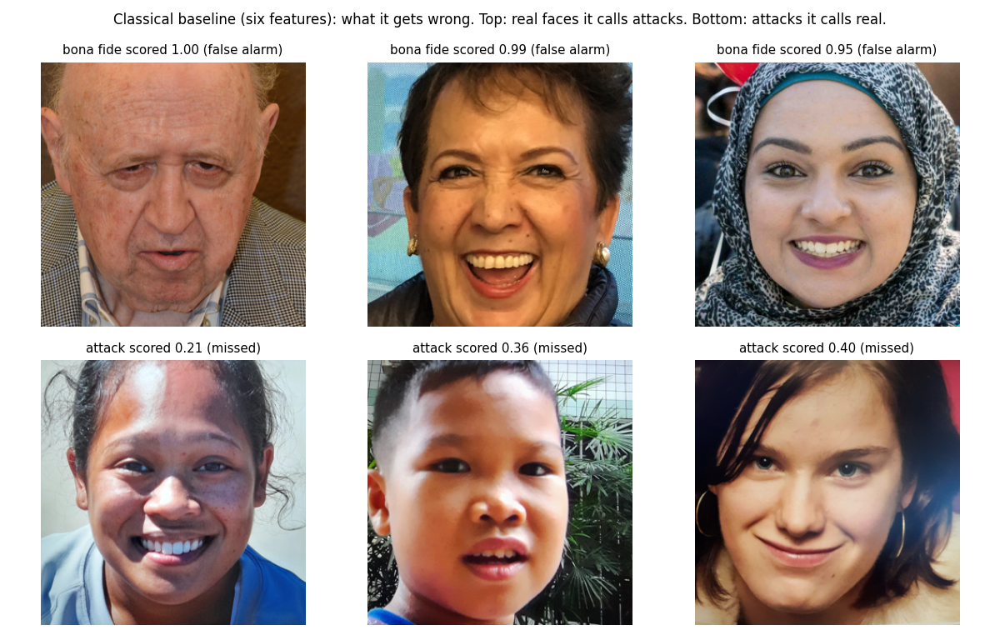 Classical baseline (six features): what it gets wrong. Top: real faces it calls attacks. Bottom: attacks it calls real.
bona fide scored 1.00 (false alarm)
bona fide scored 0.99 (false alarm)
bona fide scored 0.95 (false alarm)
attack scored 0.21 (missed)
attack scored 0.36 (missed)
attack scored 0.40 (missed)